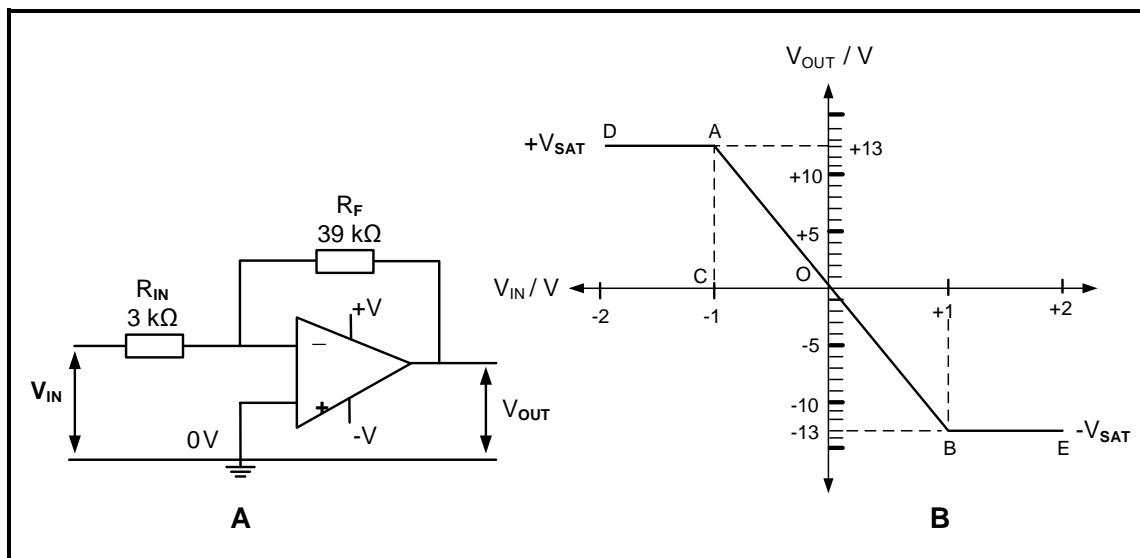 R_F
39 kΩ
R_IN
3 kΩ
+V
−
+
-V
V_IN
V_OUT
0 V
A
V_OUT / V
D
A
+V_SAT
+13
+10
+5
O
C
V_IN / V
-2
-1
+1
+2
-5
-10
-13
B
E
-V_SAT
B